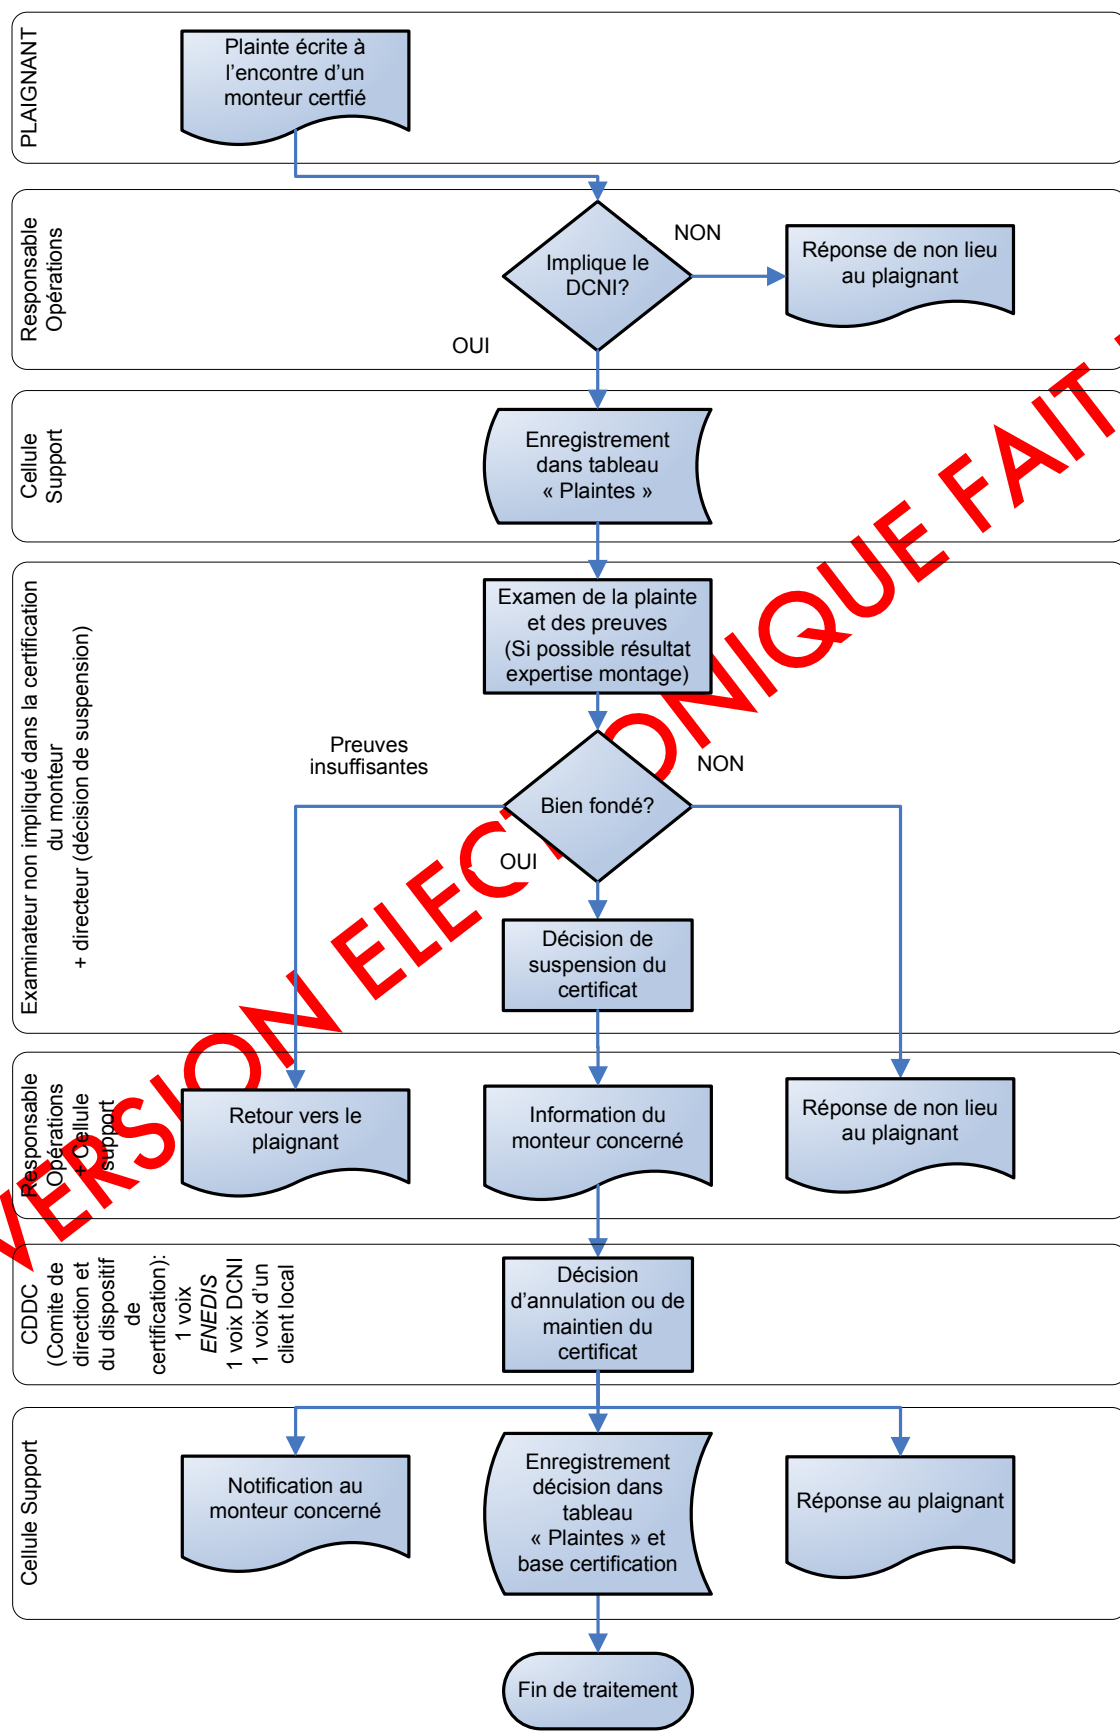 PLAIGNANT
Plainte écrite à
l’encontre d’un
monteur certfié
Responsable
Opérations
Implique le
DCNI?
NON
Réponse de non lieu
au plaignant
OUI
Cellule
Support
Enregistrement
dans tableau
« Plaintes »
Examinateur non impliqué dans la certification
du monteur
+ directeur (décision de suspension)
Examen de la plainte
et des preuves
(Si possible résultat
expertise montage)
Preuves
insuffisantes
Bien fondé?
NON
OUI
Décision de
suspension du
certificat
Responsable
Opérations
+ Cellule
support
Retour vers le
plaignant
Information du
monteur concerné
Réponse de non lieu
au plaignant
CDDC
(Comite de
direction et
du dispositif
de
certification):
1 voix
ENEDIS
1 voix DCNI
1 voix d’un
client local
Décision
d’annulation ou de
maintien du
certificat
Cellule Support
Notification au
monteur concerné
Enregistrement
décision dans
tableau
« Plaintes » et
base certification
Réponse au plaignant
Fin de traitement
VERSION ELECTRONIQUE FAIT